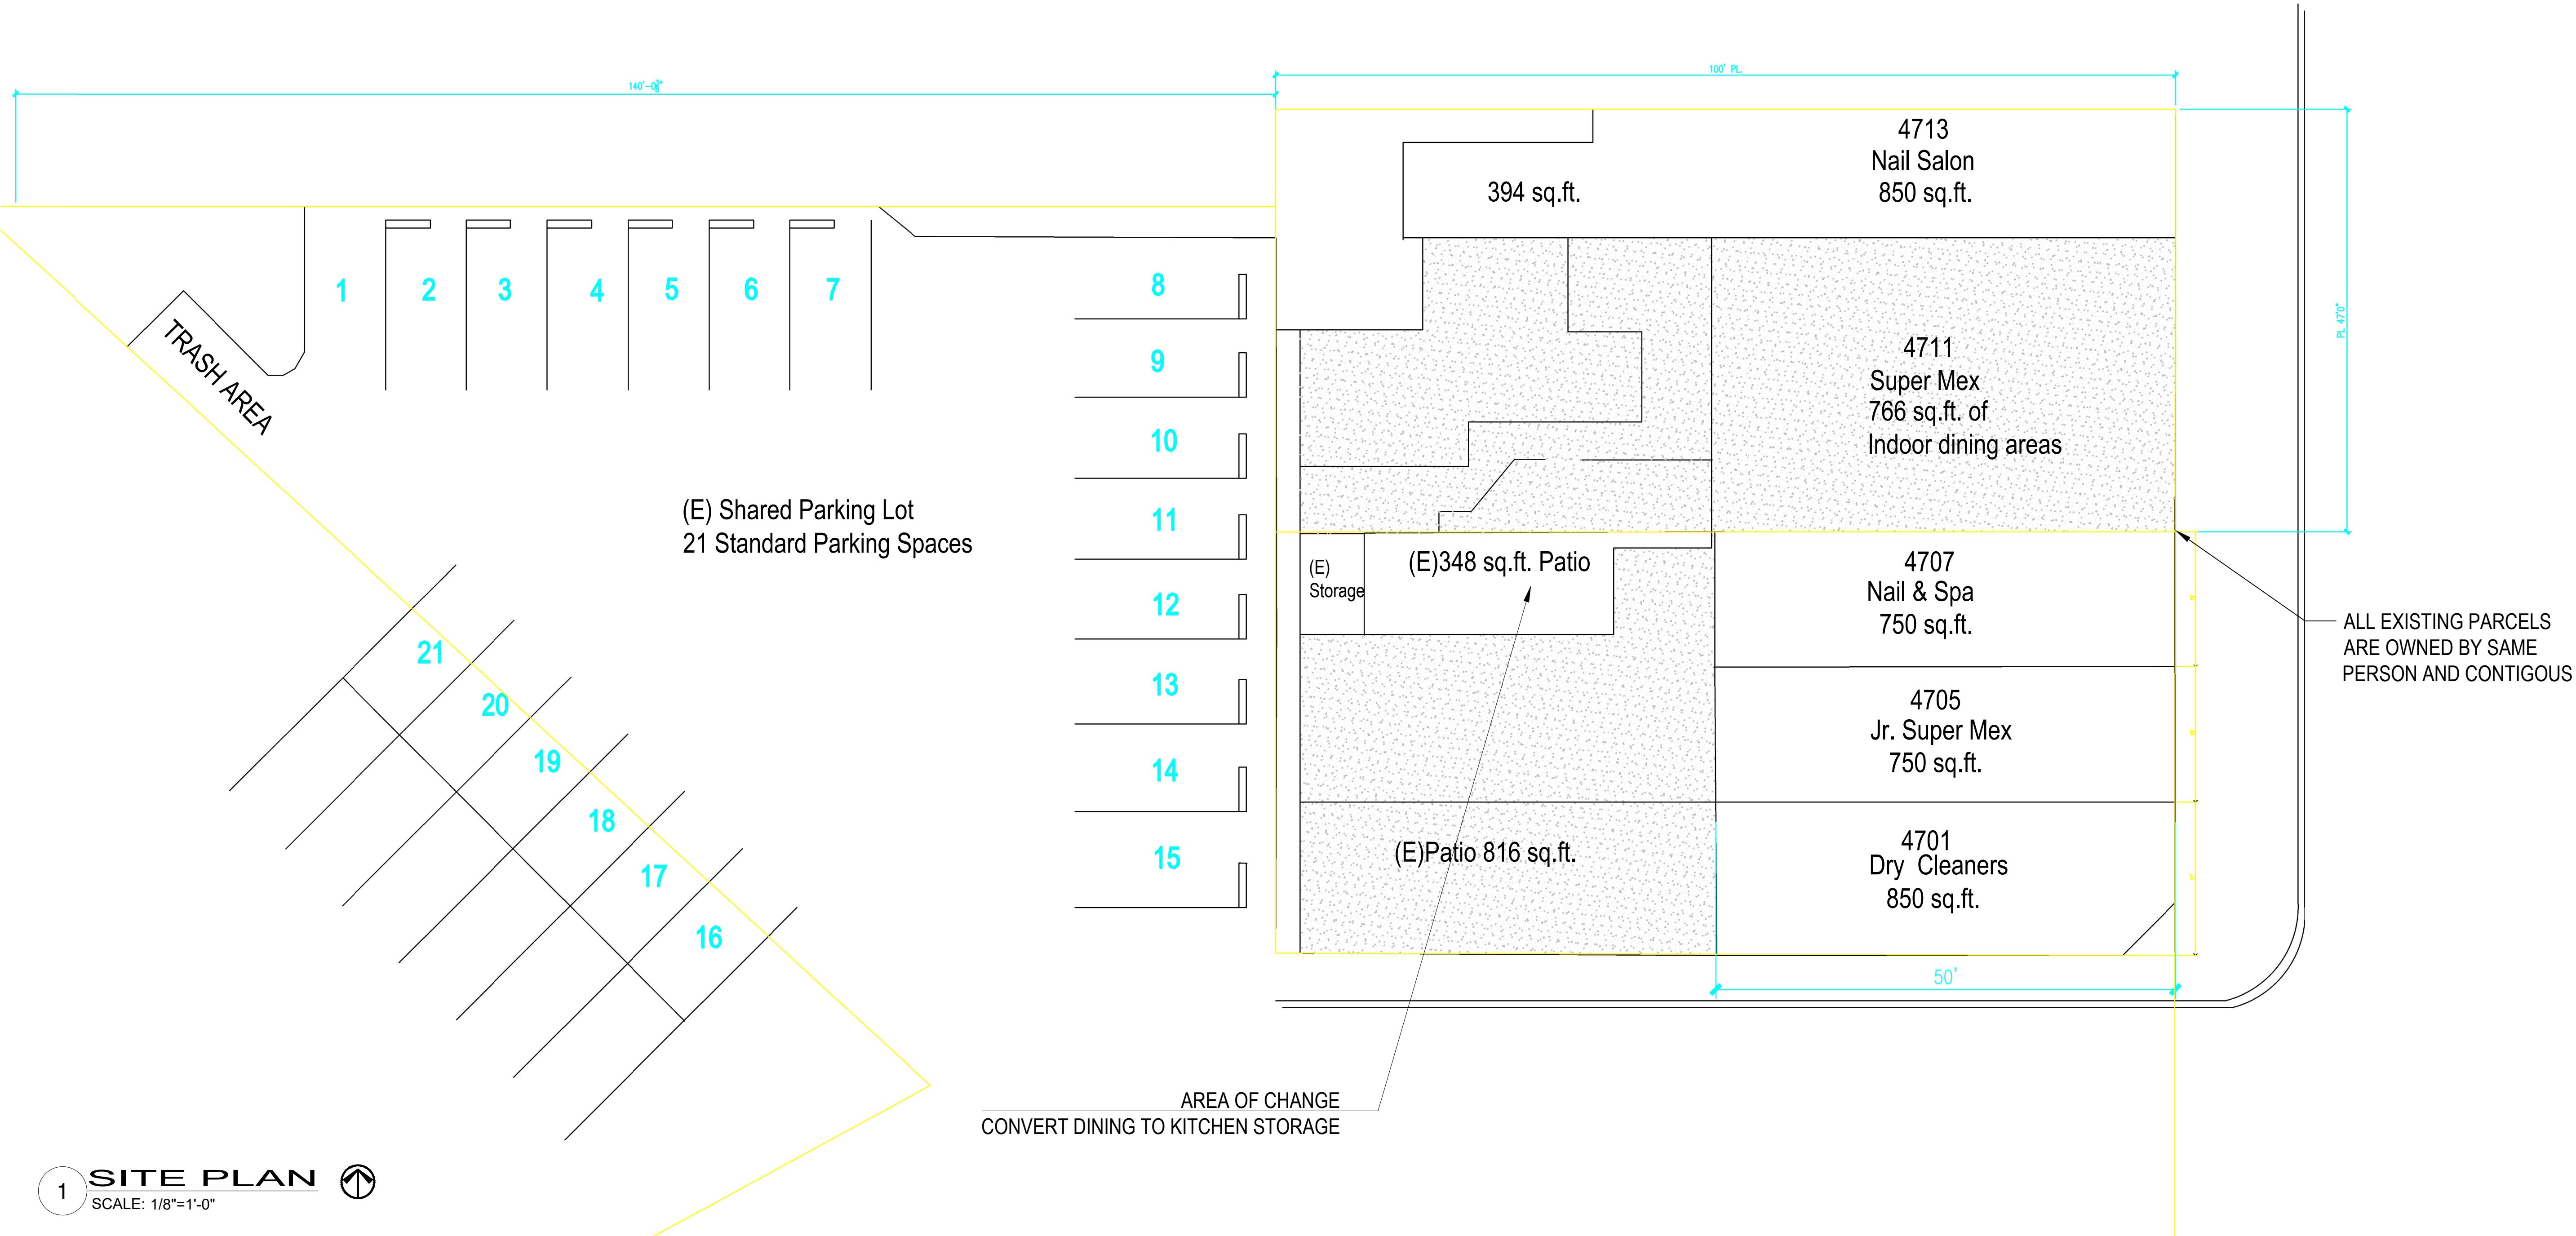 140'-0⅜"
100' PL.
4713
Nail Salon
850 sq.ft.
394 sq.ft.
1
2
3
4
5
6
7
8
9
10
11
12
13
14
15
TRASH AREA
PL 47'0"
4711
Super Mex
766 sq.ft. of
Indoor dining areas
(E) Shared Parking Lot
21 Standard Parking Spaces
(E)
Storage
(E)348 sq.ft. Patio
4707
Nail & Spa
750 sq.ft.
ALL EXISTING PARCELS
ARE OWNED BY SAME
PERSON AND CONTIGOUS
4705
Jr. Super Mex
750 sq.ft.
21
20
19
18
17
16
(E)Patio 816 sq.ft.
4701
Dry Cleaners
850 sq.ft.
50'
AREA OF CHANGE
CONVERT DINING TO KITCHEN STORAGE
1
SITE PLAN
SCALE: 1/8"=1'-0"